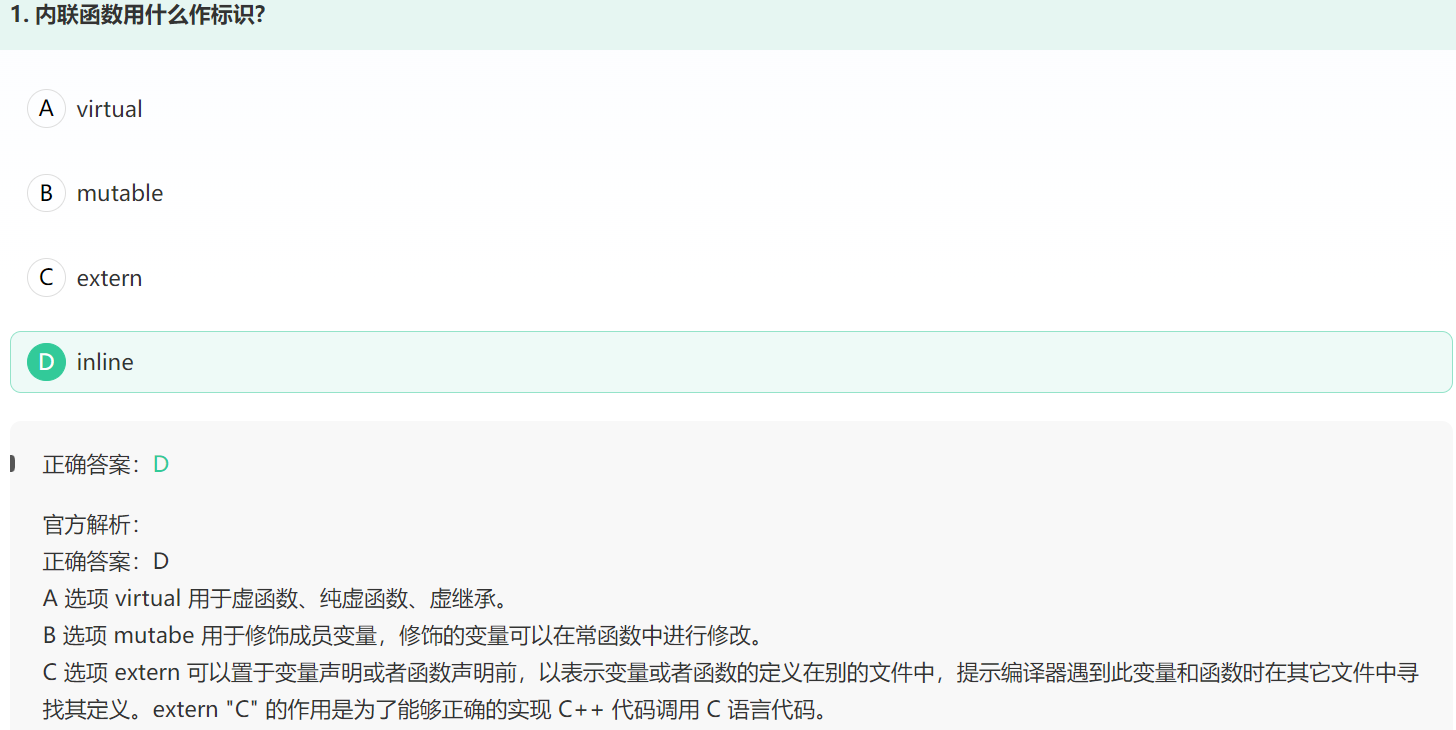 1. 内联函数用什么作标识?
A virtual
B mutable
C extern
D inline
正确答案：D
官方解析：
正确答案：D
A 选项 virtual 用于虚函数、纯虚函数、虚继承。
B 选项 mutabe 用于修饰成员变量，修饰的变量可以在常函数中进行修改。
C 选项 extern 可以置于变量声明或者函数声明前，以表示变量或者函数的定义在别的文件中，提示编译器遇到此变量和函数时在其它文件中寻
找其定义。extern "C" 的作用是为了能够正确的实现 C++ 代码调用 C 语言代码。